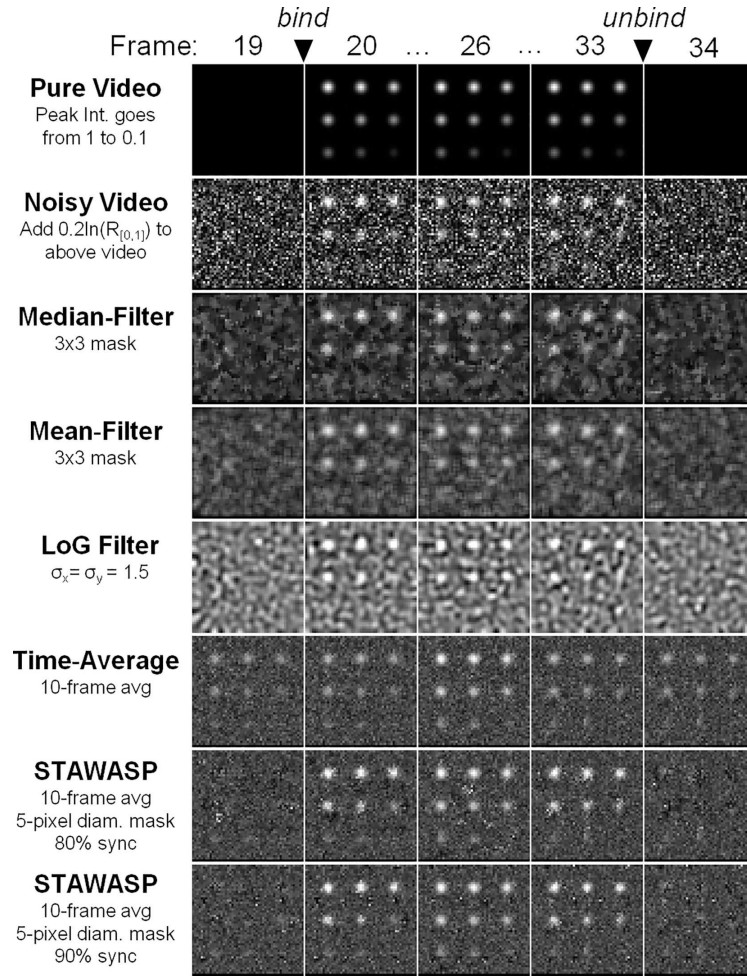 bind unbind
Frame: 19 20 ... 26 ... 33 34
Pure Video
Peak Int. goes
from 1 to 0.1
Noisy Video
Add 0.2ln(R[0,1]) to
above video
Median-Filter
3x3 mask
Mean-Filter
3x3 mask
LoG Filter
σx= σy = 1.5
Time-Average
10-frame avg
STAWASP
10-frame avg
5-pixel diam. mask
80% sync
STAWASP
10-frame avg
5-pixel diam. mask
90% sync